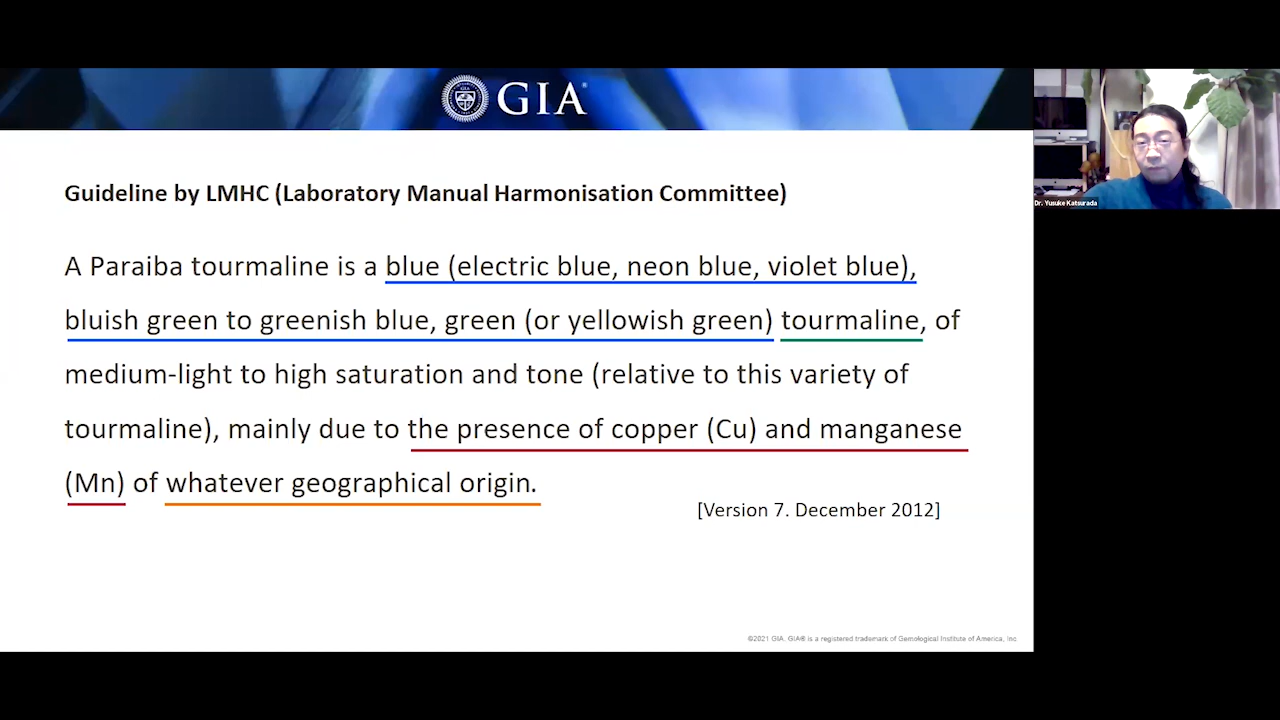 GIA
Guideline by LMHC (Laboratory Manual Harmonisation Committee)
A Paraiba tourmaline is a blue (electric blue, neon blue, violet blue),
bluish green to greenish blue, green (or yellowish green) tourmaline, of
medium-light to high saturation and tone (relative to this variety of
tourmaline), mainly due to the presence of copper (Cu) and manganese
(Mn) of whatever geographical origin.
[Version 7. December 2012]
©2021 GIA. GIA® is a registered trademark of Gemological Institute of America, Inc
Dr. Yusuke Katsurada